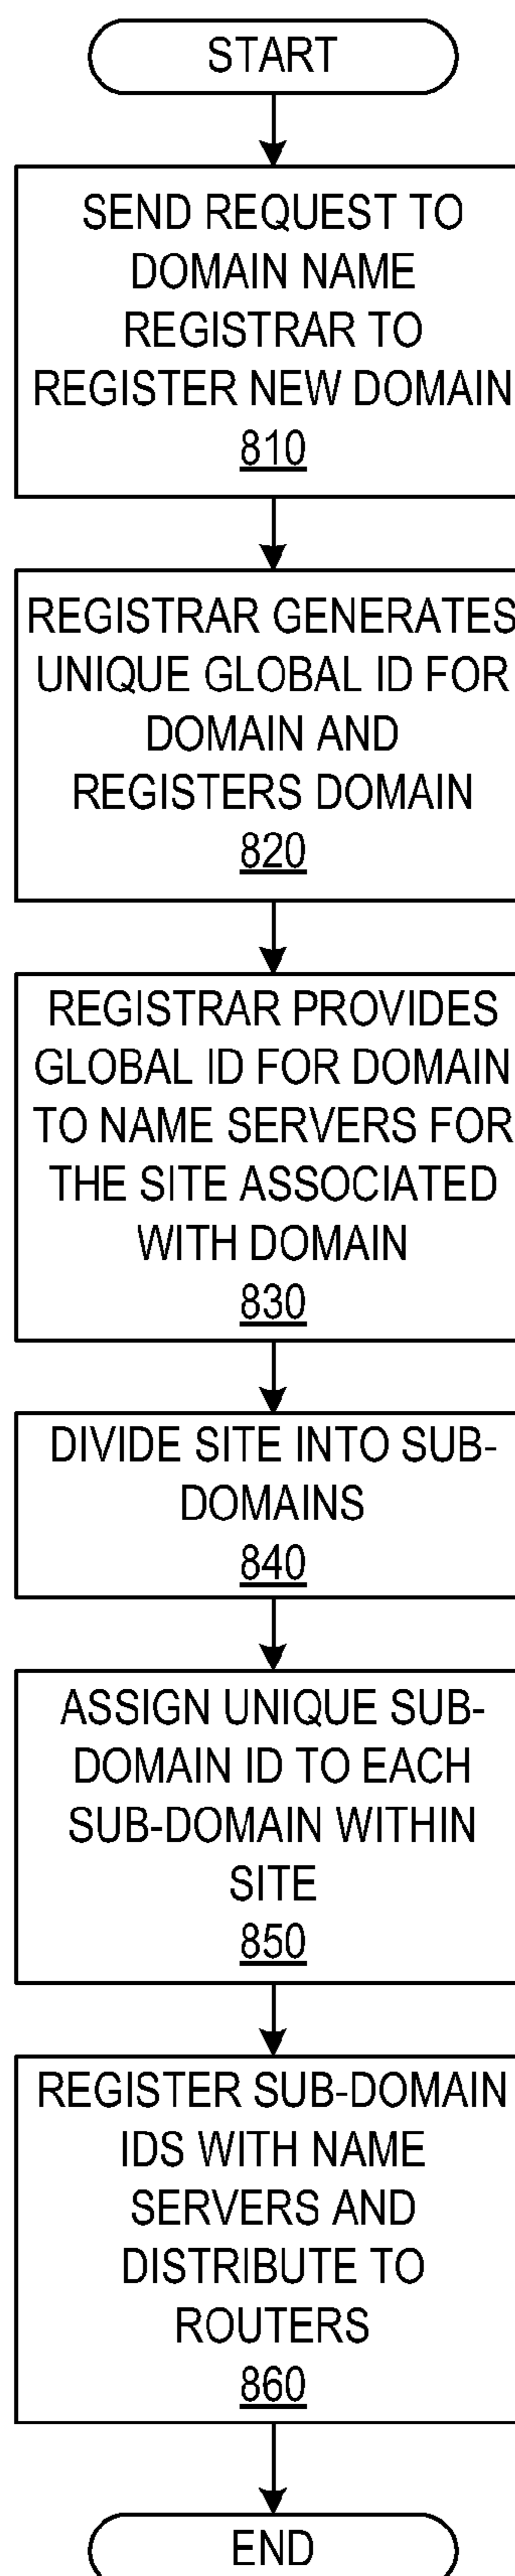 START
SEND REQUEST TO
DOMAIN NAME
REGISTRAR TO
REGISTER NEW DOMAIN
810
REGISTRAR GENERATES
UNIQUE GLOBAL ID FOR
DOMAIN AND
REGISTERS DOMAIN
820
REGISTRAR PROVIDES
GLOBAL ID FOR DOMAIN
TO NAME SERVERS FOR
THE SITE ASSOCIATED
WITH DOMAIN
830
DIVIDE SITE INTO SUB-
DOMAINS
840
ASSIGN UNIQUE SUB-
DOMAIN ID TO EACH
SUB-DOMAIN WITHIN
SITE
850
REGISTER SUB-DOMAIN
IDS WITH NAME
SERVERS AND
DISTRIBUTE TO
ROUTERS
860
END